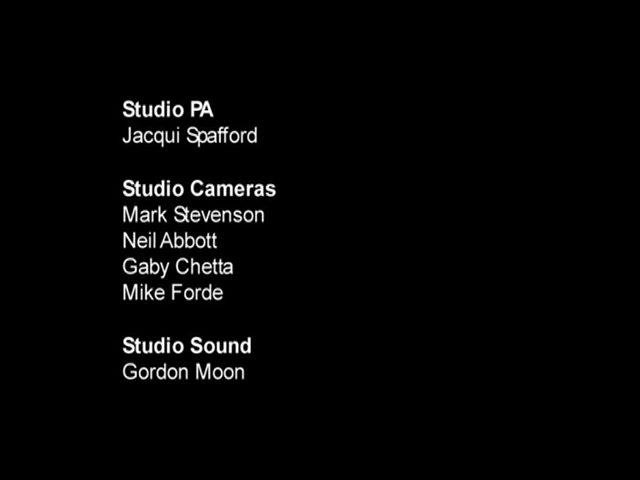 Studio PA
Jacqui Spafford
Studio Cameras
Mark Stevenson
Neil Abbott
Gaby Chetta
Mike Forde
Studio Sound
Gordon Moon